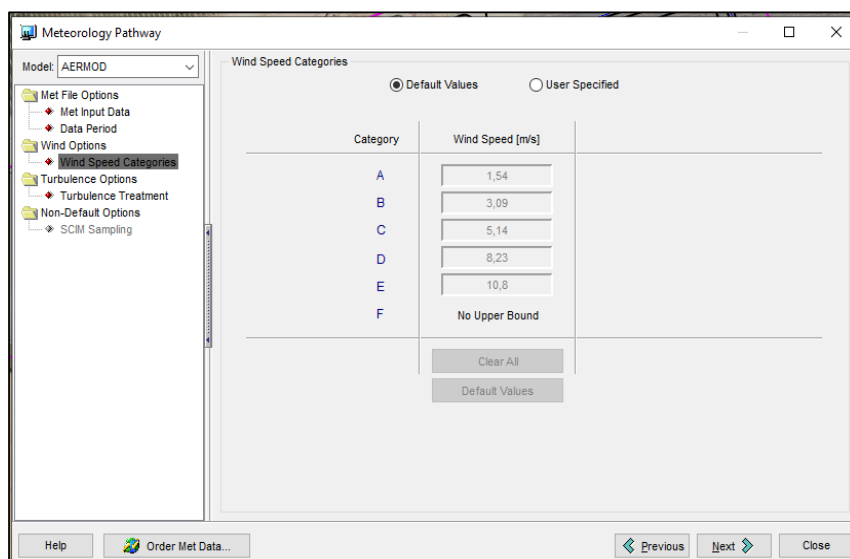 Meteorology Pathway
Model: AERMOD
Met File Options
Met Input Data
Data Period
Wind Options
Wind Speed Categories
Turbulence Options
Turbulence Treatment
Non-Default Options
SCIM Sampling
Wind Speed Categories
Default Values User Specified
Category Wind Speed [m/s]
A 1,54
B 3,09
C 5,14
D 8,23
E 10,8
F No Upper Bound
Clear All
Default Values
Help Order Met Data... Previous Next Close